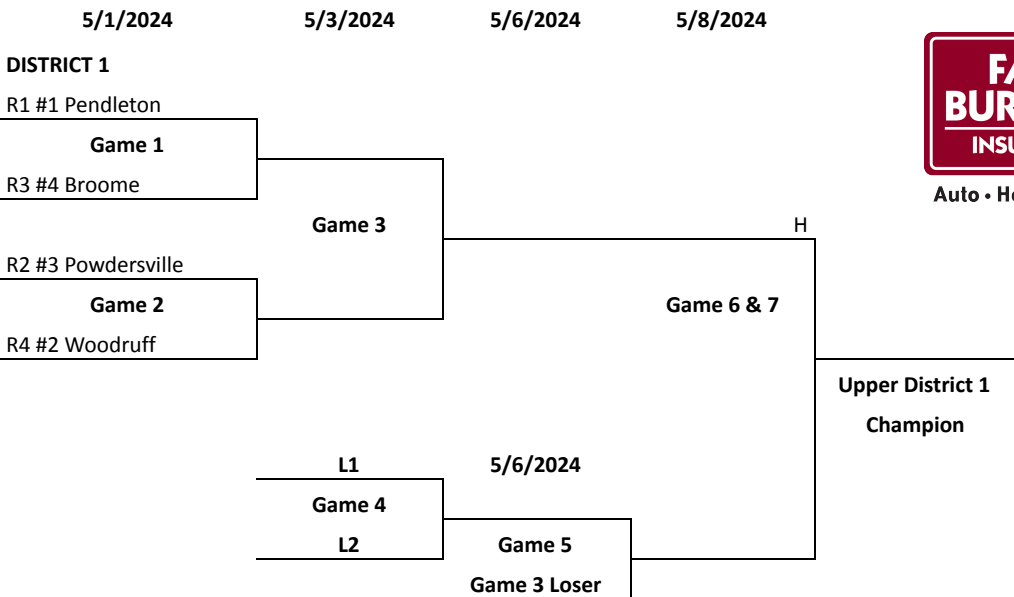 5/1/2024 5/3/2024 5/6/2024 5/8/2024
DISTRICT 1
R1 #1 Pendleton
Game 1
R3 #4 Broome
Game 3
H
R2 #3 Powdersville
Game 2
Game 6 & 7
R4 #2 Woodruff
Upper District 1
Champion
L1 5/6/2024
Game 4
L2 Game 5
Game 3 Loser
Auto •